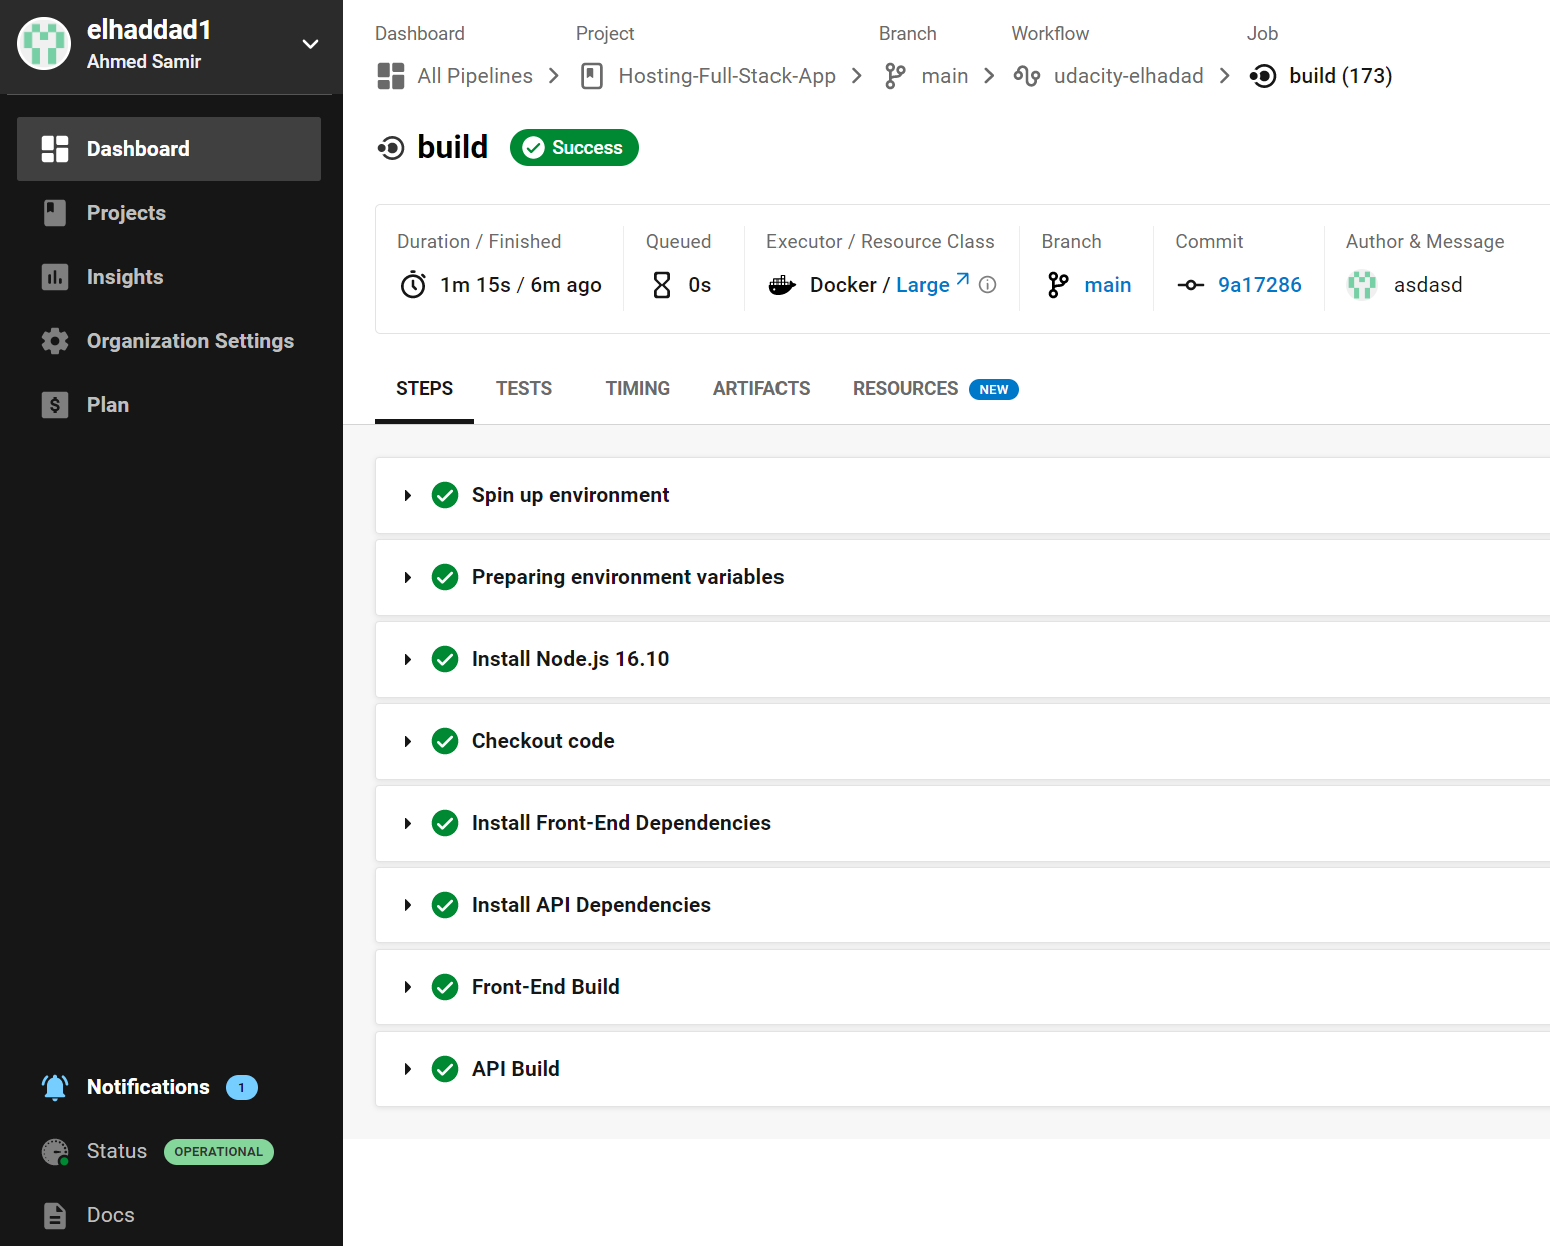 elhaddad1
Ahmed Samir
Dashboard
Projects
Insights
Organization Settings
Plan
Notifications 1
Status OPERATIONAL
Docs
Dashboard Project Branch Workflow Job
All Pipelines Hosting-Full-Stack-App main udacity-elhadad build (173)
build Success
Duration / Finished Queued Executor / Resource Class Branch Commit Author & Message
1m 15s / 6m ago 0s Docker / Large main 9a17286 asdasd
STEPS TESTS TIMING ARTIFACTS RESOURCES NEW
Spin up environment
Preparing environment variables
Install Node.js 16.10
Checkout code
Install Front-End Dependencies
Install API Dependencies
Front-End Build
API Build